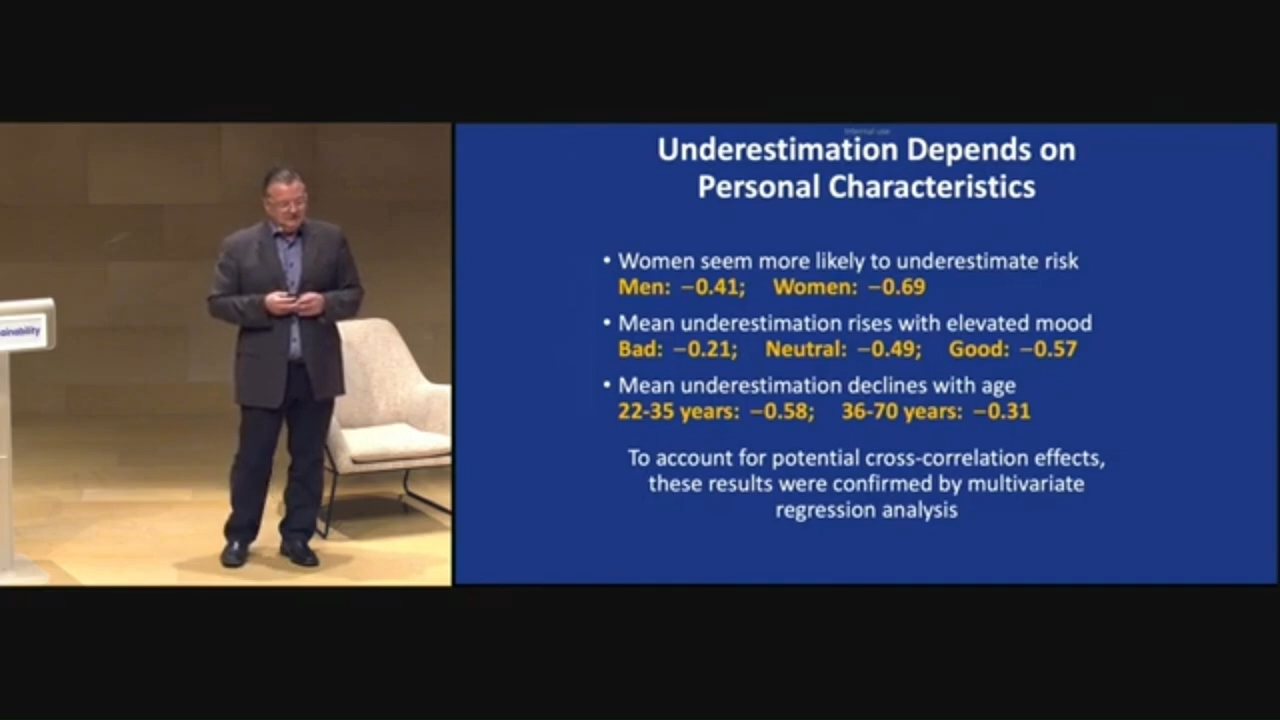 ainability
Internal use
Underestimation Depends on
Personal Characteristics
• Women seem more likely to underestimate risk
Men: −0.41; Women: −0.69
• Mean underestimation rises with elevated mood
Bad: −0.21; Neutral: −0.49; Good: −0.57
• Mean underestimation declines with age
22-35 years: −0.58; 36-70 years: −0.31
To account for potential cross-correlation effects,
these results were confirmed by multivariate
regression analysis